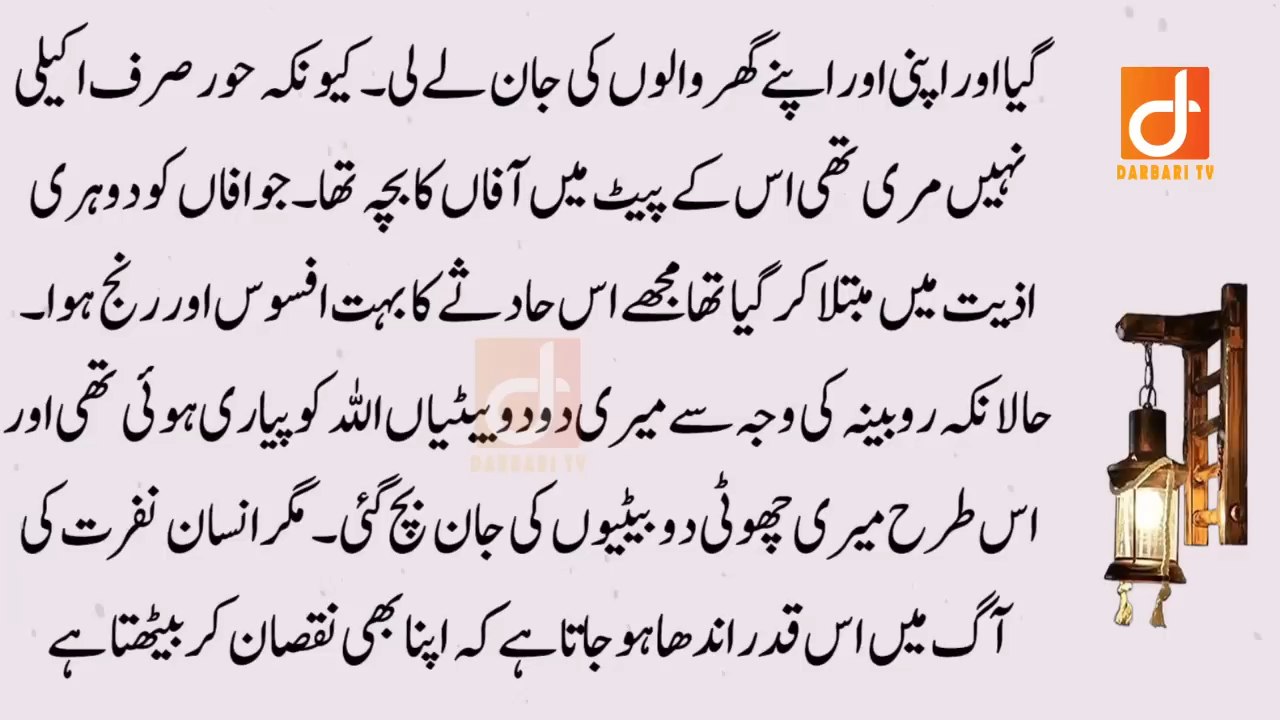 گیا اور اپنی اور اپنے گھر والوں کی جان لے لی۔ کیونکہ حور صرف اکیلی
نہیں مری تھی اس کے پیٹ میں آفاں کا بچہ تھا۔ جو افاں کو دوہری
اذیت میں مبتلا کر گیا تھا مجھے اس حادثے کا بہت افسوس اور رنج ہوا۔
حالانکہ روبینہ کی وجہ سے میری دو دو بیٹیاں اللہ کو پیاری ہوئی تھی اور
اس طرح میری چھوٹی دو بیٹیوں کی جان بچ گئی۔ مگر انسان نفرت کی
آگ میں اس قدر اندھا ہو جاتا ہے کہ اپنا بھی نقصان کر بیٹھتا ہے
DARBARI TV
DARBARI TV